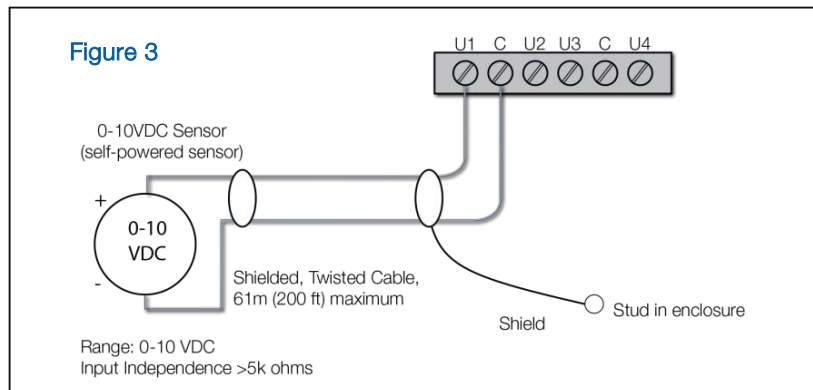 Figure 3
U1 C U2 U3 C U4
0-10VDC Sensor
(self-powered sensor)
+
0-10
VDC
-
Shielded, Twisted Cable,
61m (200 ft) maximum
Shield
Stud in enclosure
Range: 0-10 VDC
Input Independence >5k ohms